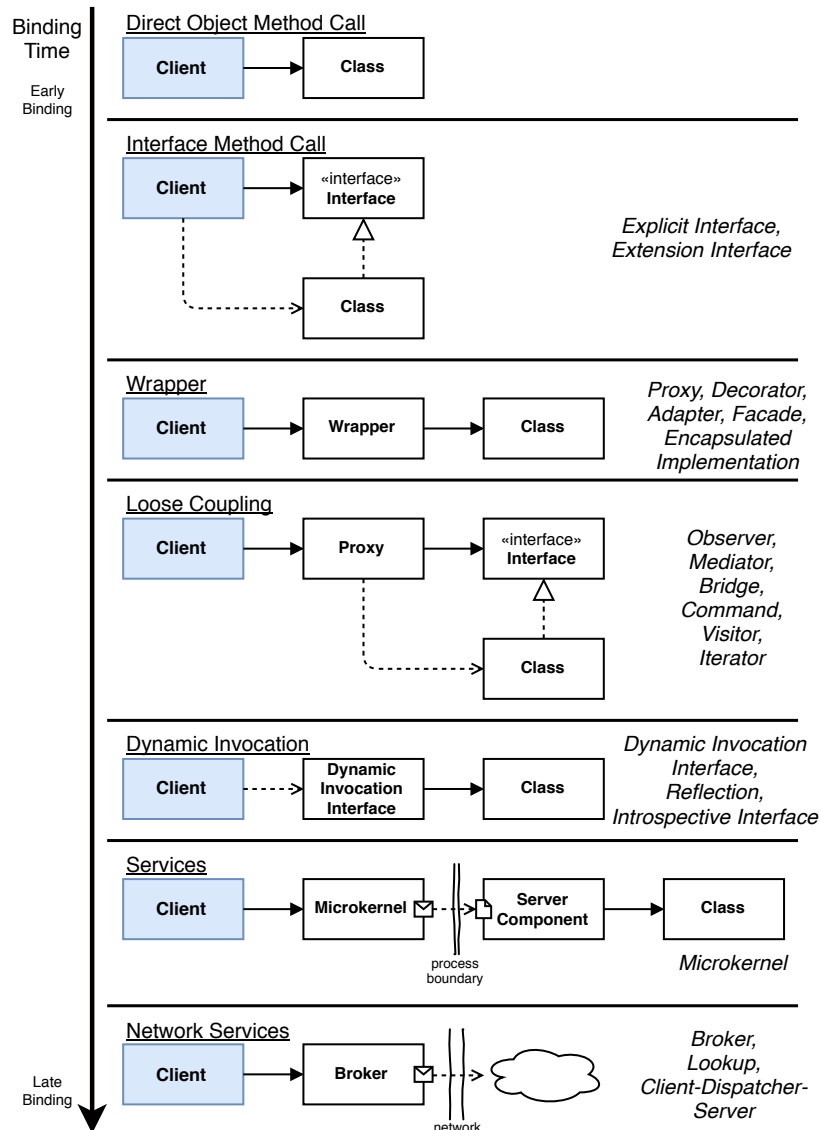 Binding
Time
Early
Binding
Direct Object Method Call
Client
Class
Interface Method Call
Client
«interface»
Interface
Class
Explicit Interface,
Extension Interface
Wrapper
Client
Wrapper
Class
Proxy, Decorator,
Adapter, Facade,
Encapsulated
Implementation
Loose Coupling
Client
Proxy
«interface»
Interface
Class
Observer,
Mediator,
Bridge,
Command,
Visitor,
Iterator
Dynamic Invocation
Client
Dynamic
Invocation
Interface
Class
Dynamic Invocation
Interface,
Reflection,
Introspective Interface
Services
Client
Microkernel
process
boundary
Server
Component
Class
Microkernel
Network Services
Client
Broker
network
Broker,
Lookup,
Client-Dispatcher-
Server
Late
Binding